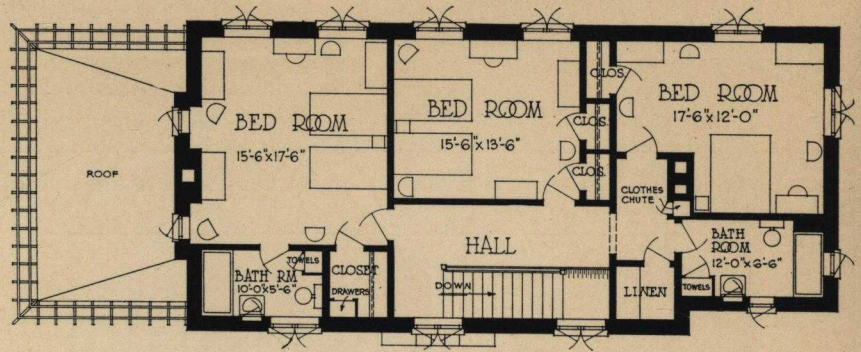 BED ROOM
15'-6"x17'-6"
BED ROOM
15'-6"x13'-6"
CLOS.
CLOS.
CLOS.
BED ROOM
17'-6"x12'-0"
ROOF
CLOTHES
CHUTE
HALL
DOWN
BATH RM.
10'-0"x5'-6"
TOWELS
CLOSET
DRAWERS
LINEN
BATH
ROOM
12'-0"x6'-6"
TOWELS